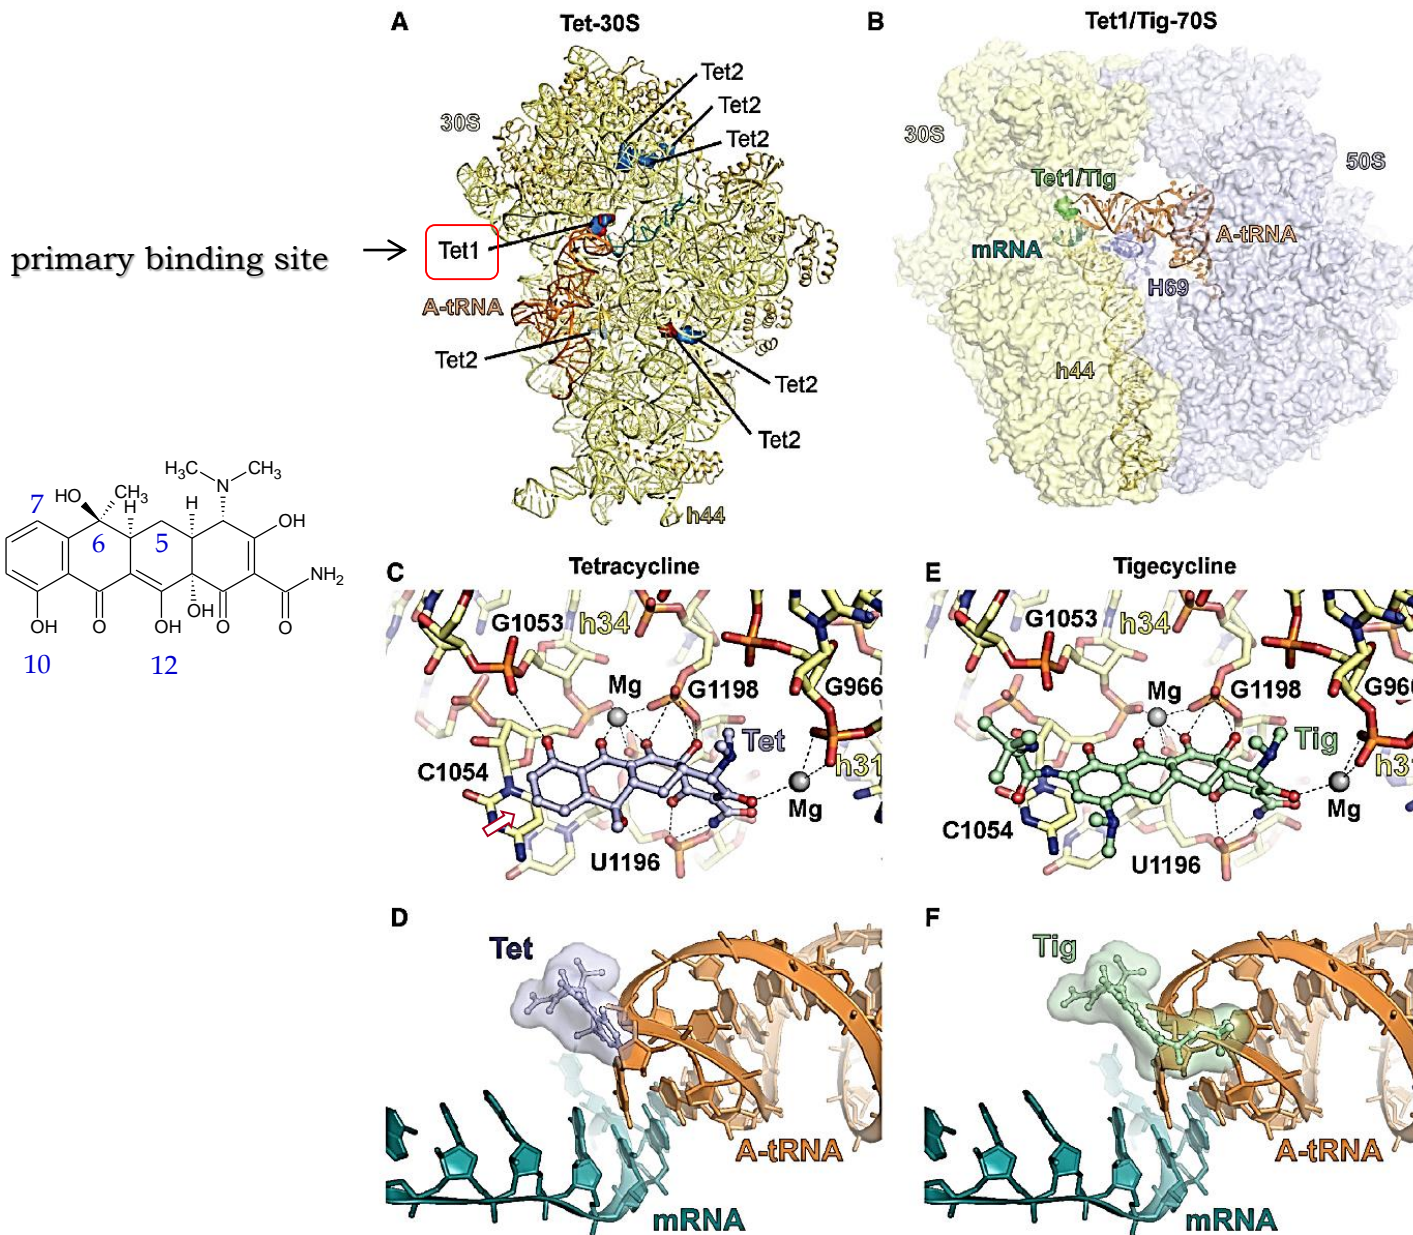 A
Tet-30S
30S
Tet2
Tet2
Tet2
primary binding site
Tet1
A-tRNA
Tet2
Tet2
Tet2
h44
B
Tet1/Tig-70S
30S
50S
Tet1/Tig
A-tRNA
mRNA
H69
h44
H₃C
CH₃
N
7
HO
CH₃
H
H
OH
6
5
NH₂
OH
O
OH
OH
O
O
10
12
C
Tetracycline
G1053
h34
Mg
G1198
G966
Tet
h31
C1054
Mg
U1196
E
Tigecycline
G1053
h34
Mg
G1198
G966
Tig
h31
C1054
Mg
U1196
D
Tet
A-tRNA
mRNA
F
Tig
A-tRNA
mRNA